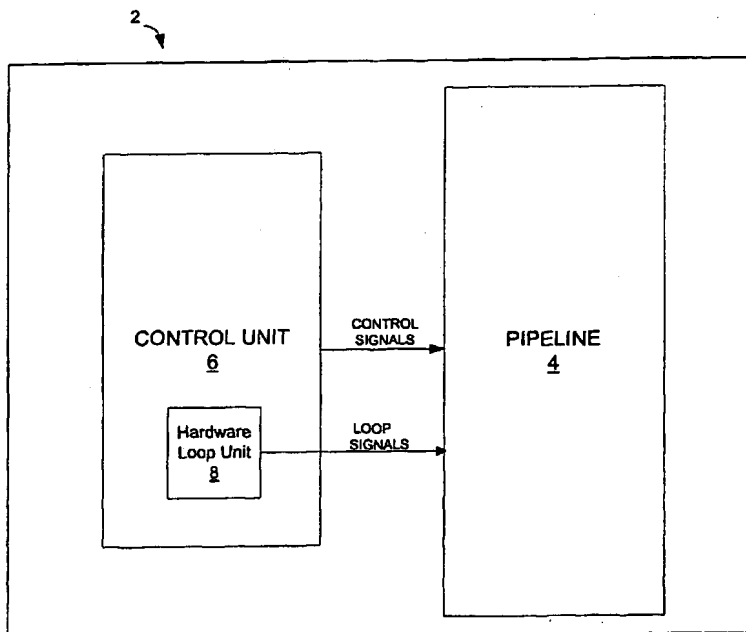 2
CONTROL UNIT
6
CONTROL
SIGNALS
PIPELINE
4
Hardware
Loop Unit
8
LOOP
SIGNALS